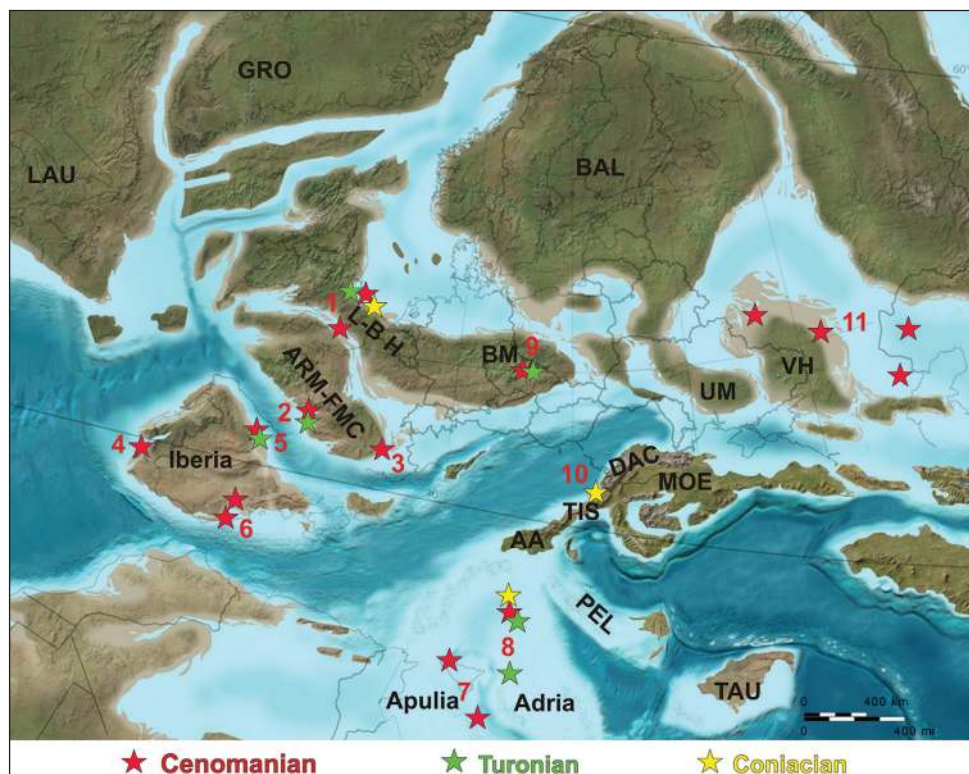 GRO
60°
LAU
BAL
1
L-B H
11
BM
9
VH
ARM-FMC
UM
2
4
5
3
Iberia
10
DAC
MOE
6
TIS
AA
PEL
8
7
Apulia
Adria
TAU
0 400 km
0 400 mi
Cenomanian
Turonian
Coniacian